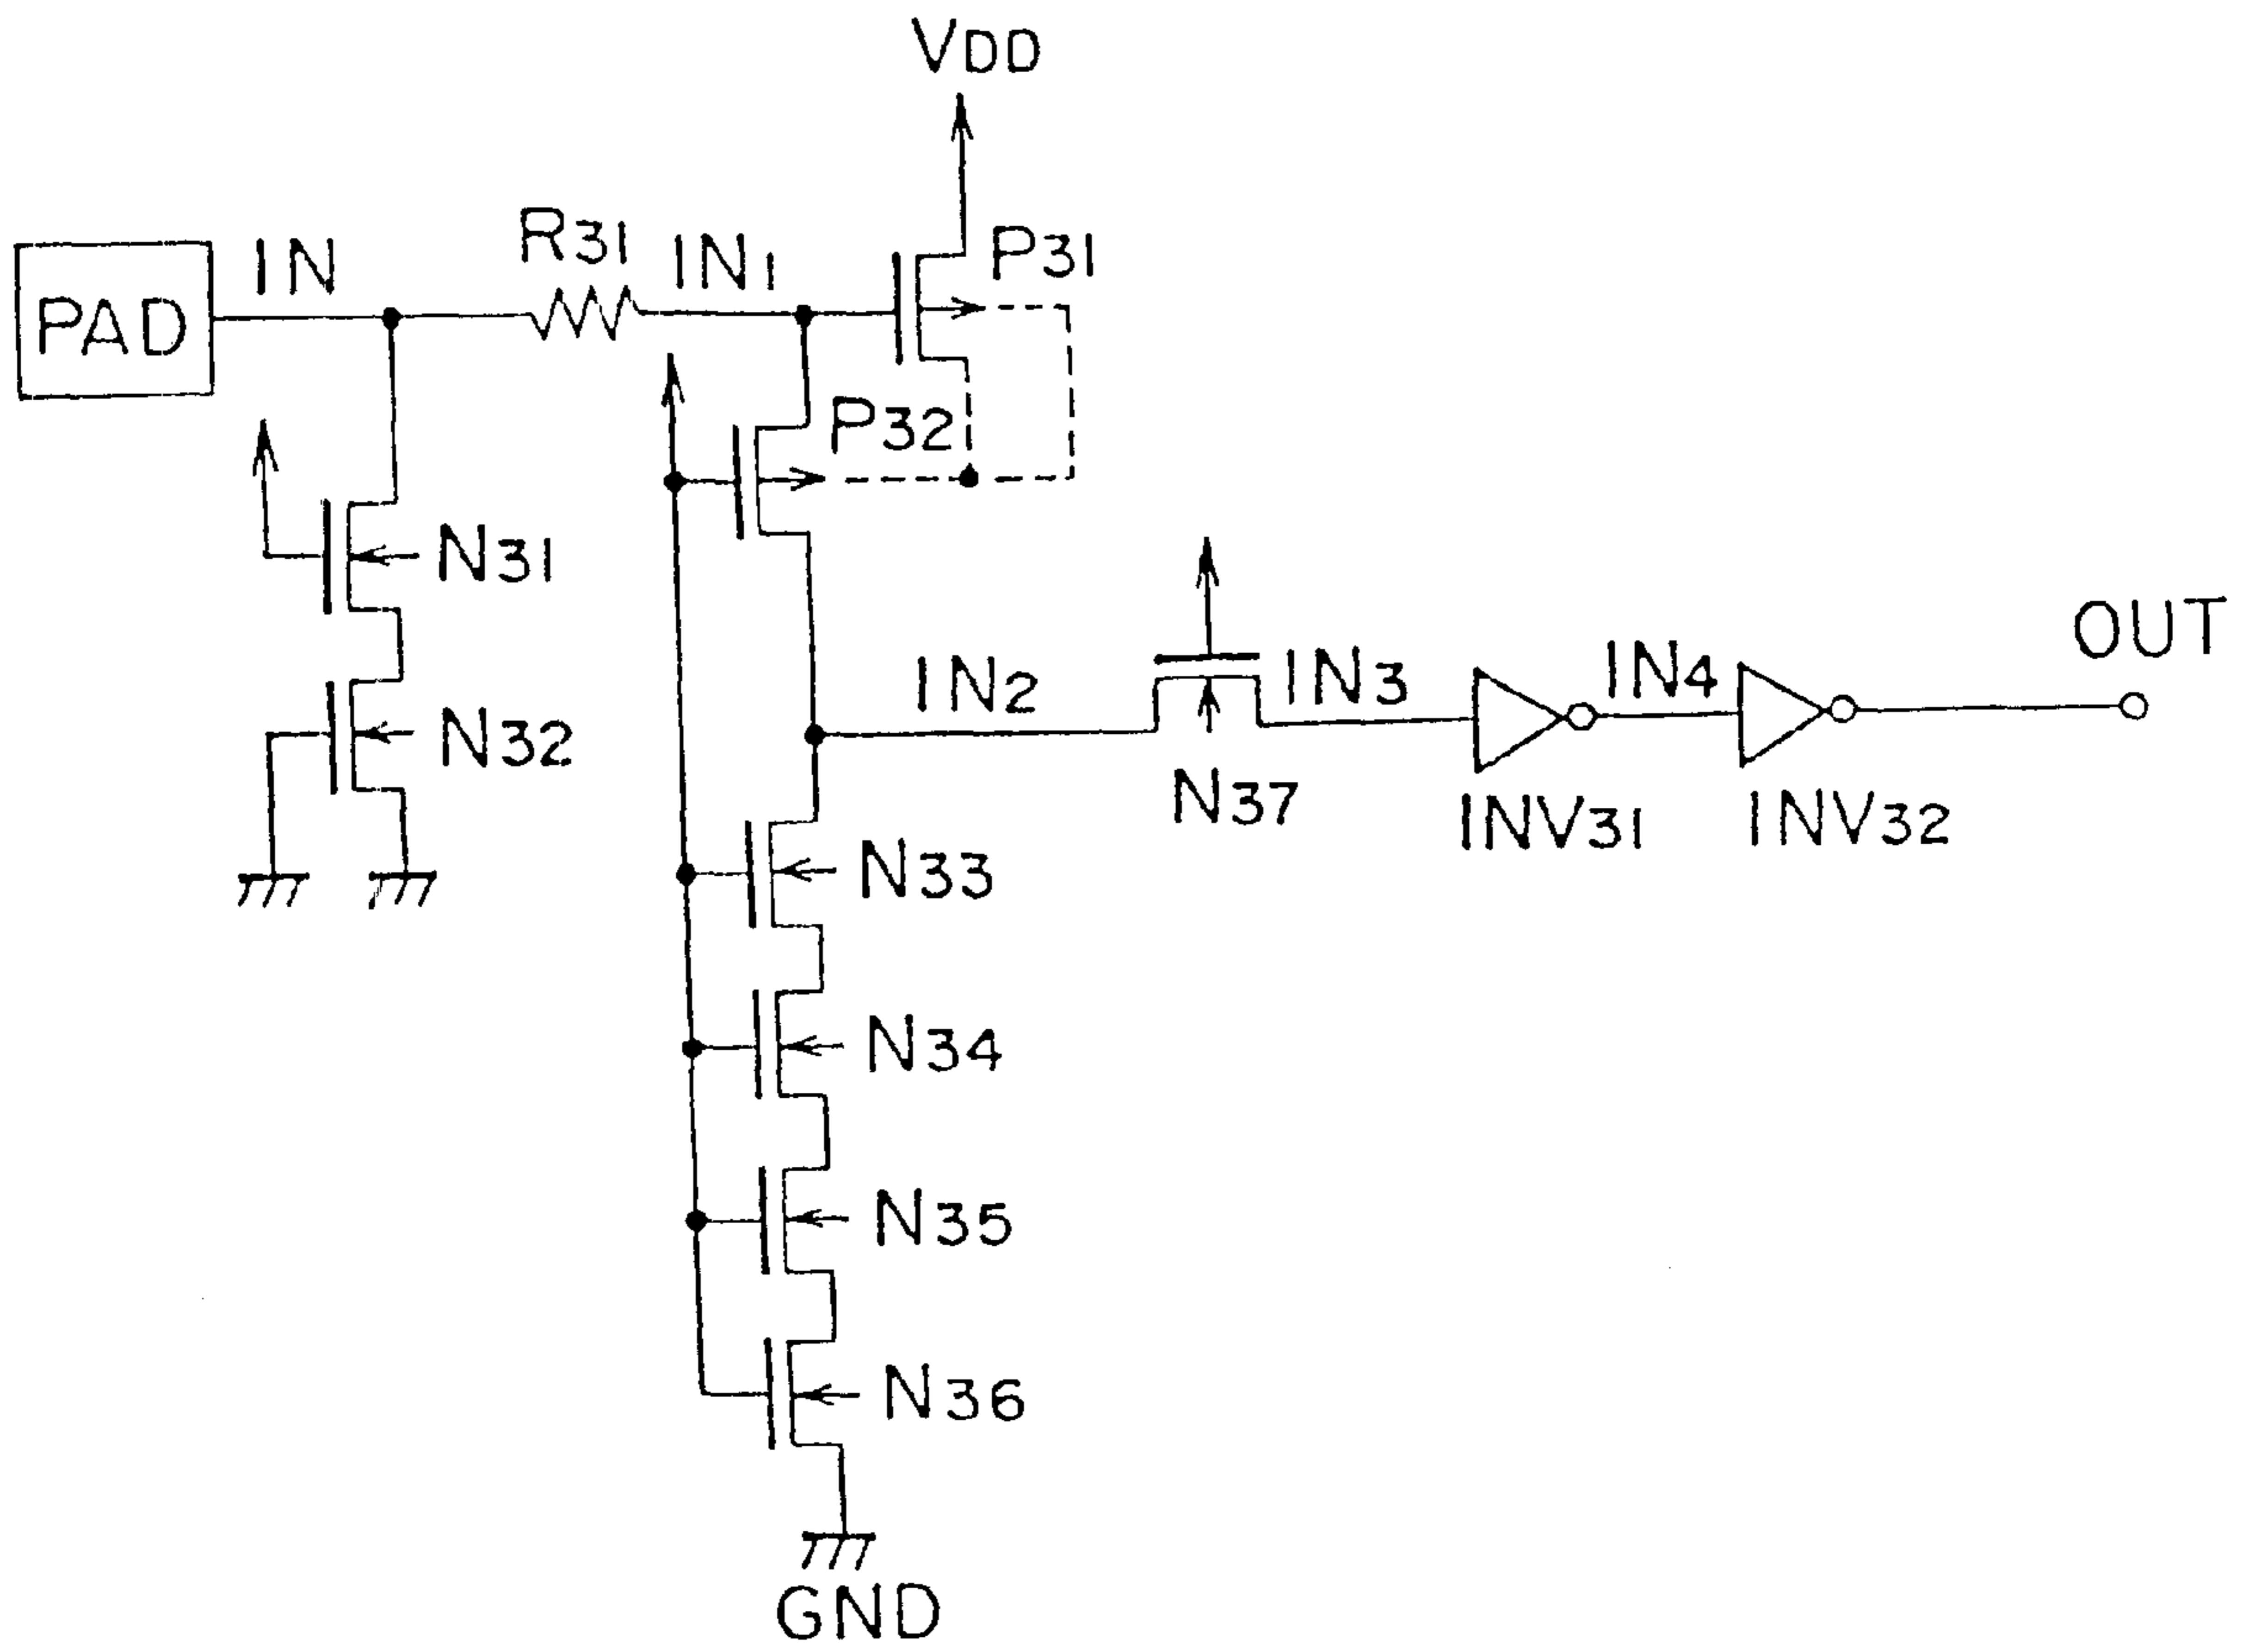 VDD
PAD
IN
R31
IN1
P31
P32
N31
N32
IN2
IN3
IN4
OUT
N37
INV31
INV32
N33
N34
N35
N36
GND